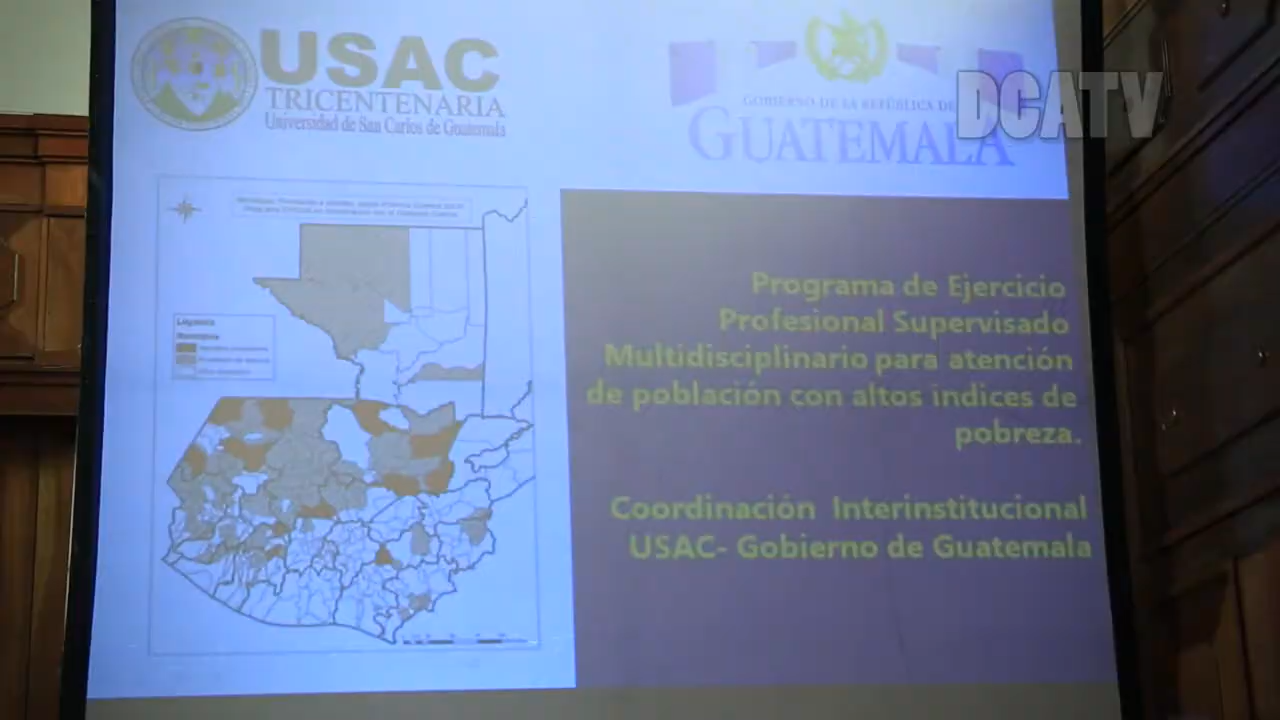 USAC
TRICENTENARIA
Universidad de San Carlos de Guatemala
GOBIERNO DE LA REPÚBLICA DE
GUATEMALA
DCATV
Leyenda
Programa de Ejercicio
Profesional Supervisado
Multidisciplinario para atención
de población con altos indices de
pobreza.
Coordinación Interinstitucional
USAC- Gobierno de Guatemala